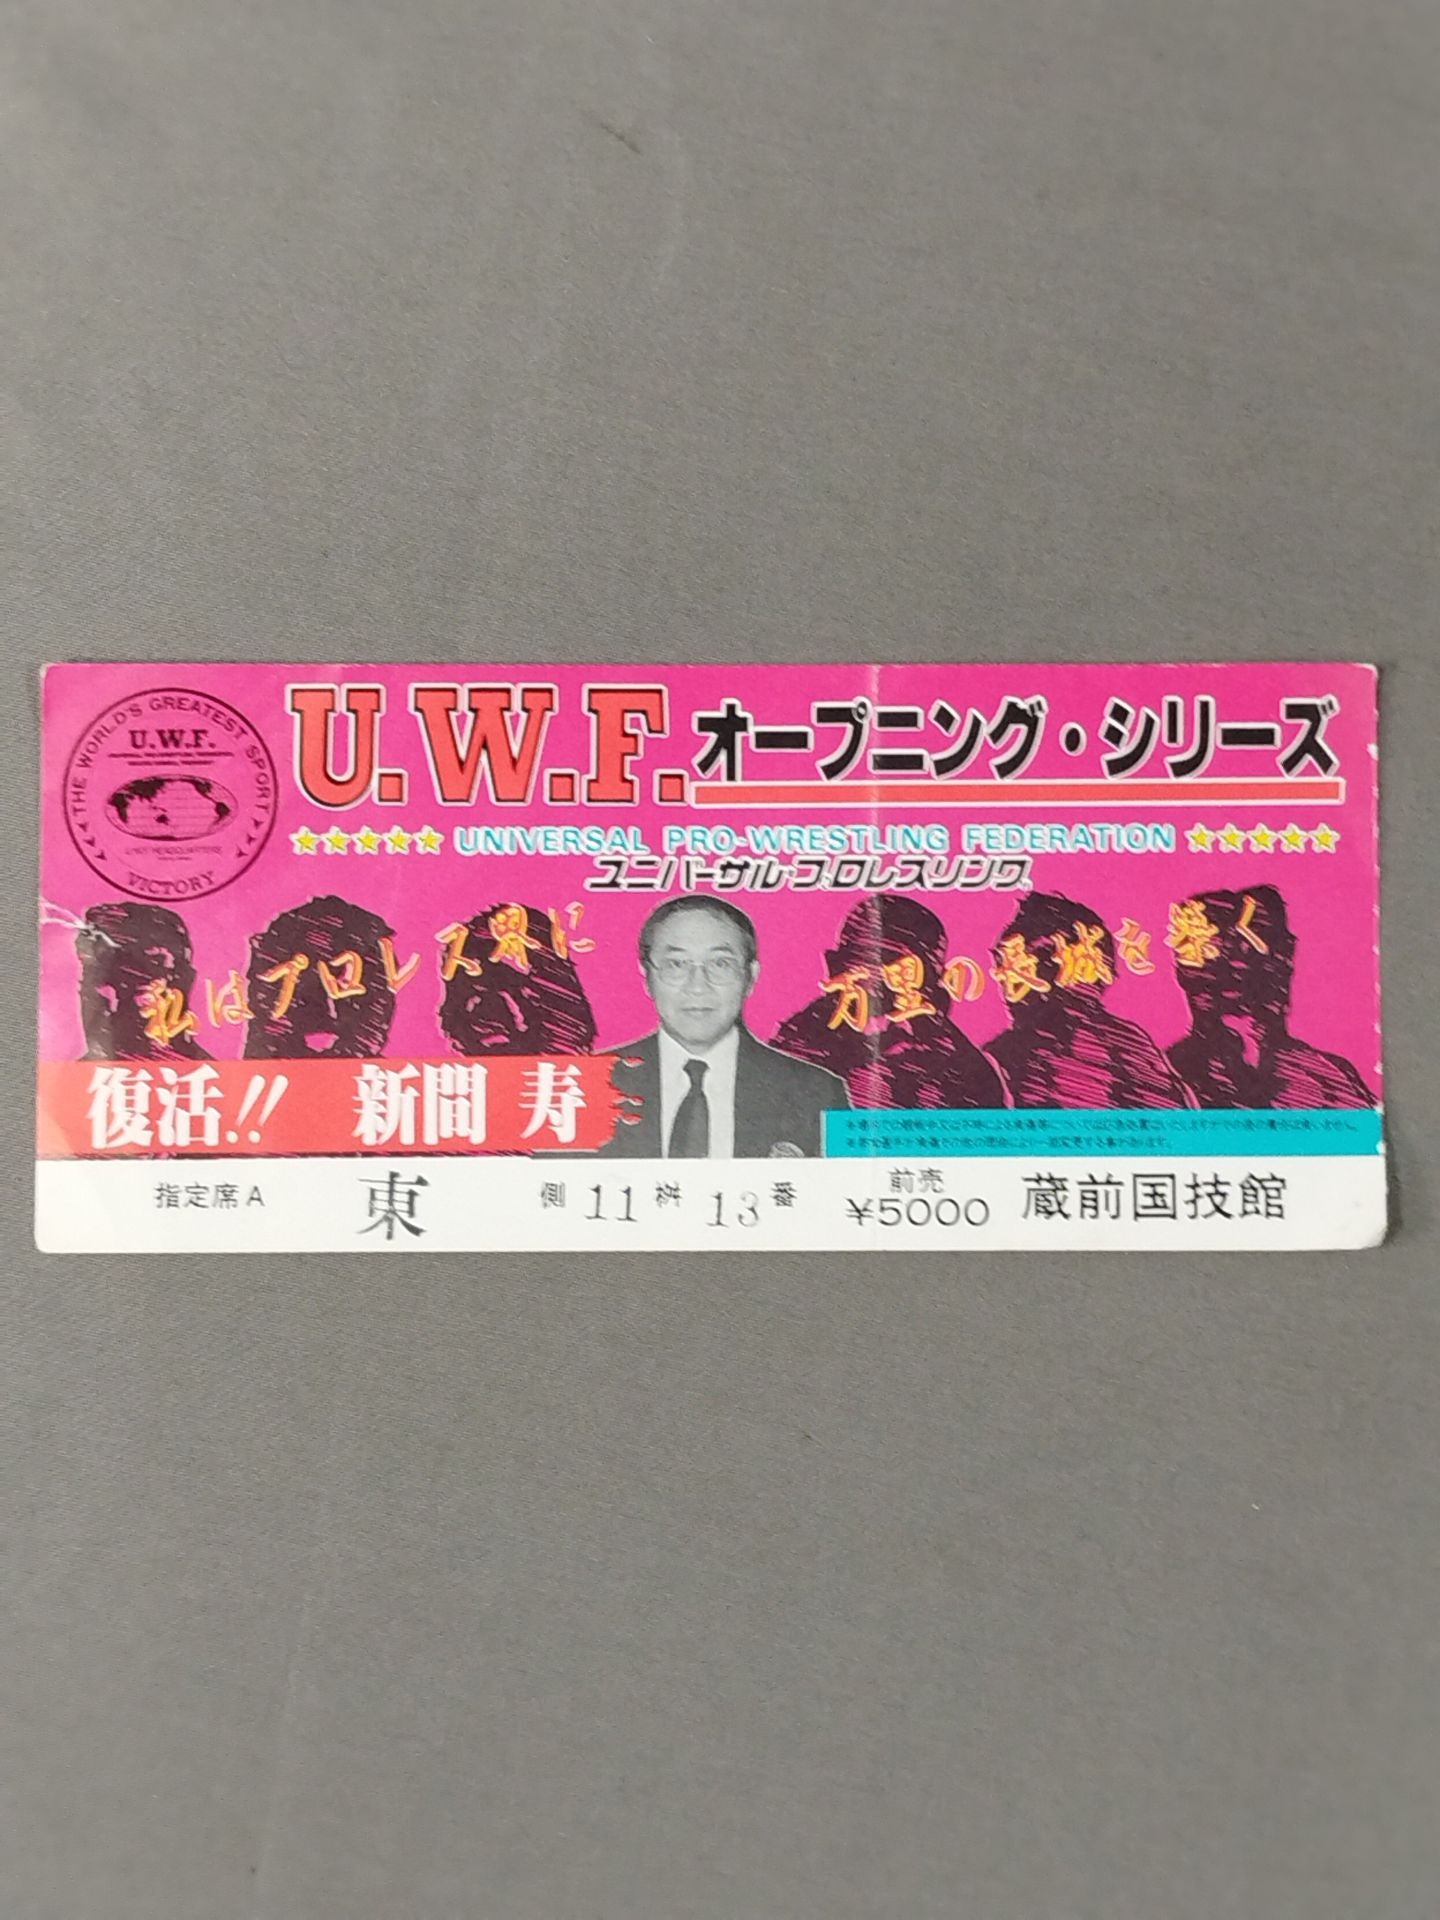 THE WORLD'S GREATEST SPORT
U.W.F.
VICTORY
U.W.F.オープニング・シリーズ
★★★★★ UNIVERSAL PRO-WRESTLING FEDERATION ★★★★★
ユニバーサル・プロレスリング
私はプロレス界に 万里の長城を築く
復活!! 新間 寿
指定席A 東 側 11 桝 13 番 前売 ¥5000 蔵前国技館